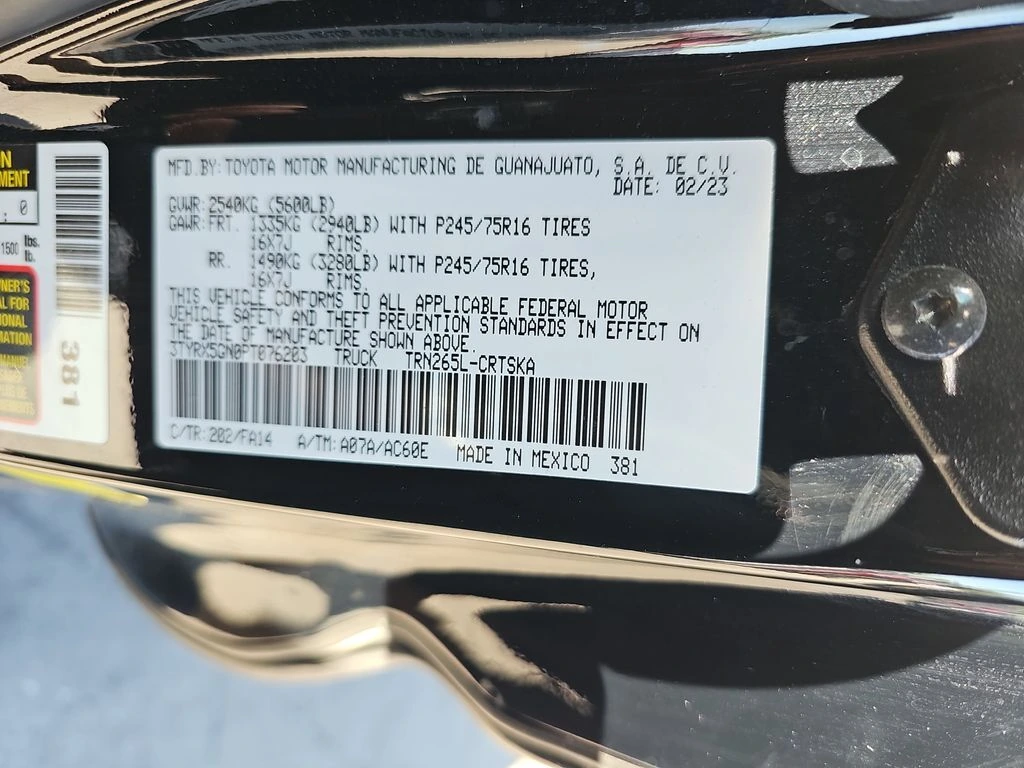 MFD.BY: TOYOTA MOTOR MANUFACTURING DE GUANAJUATO, S.A. DE C.V.
DATE: 02/23
GVWR: 2540KG (5600LB)
GAWR: FRT. 1335KG (2940LB) WITH P245/75R16 TIRES
16X7J RIMS.
RR. 1490KG (3280LB) WITH P245/75R16 TIRES,
16X7J RIMS.
THIS VEHICLE CONFORMS TO ALL APPLICABLE FEDERAL MOTOR
VEHICLE SAFETY AND THEFT PREVENTION STANDARDS IN EFFECT ON
THE DATE OF MANUFACTURE SHOWN ABOVE.
3TYRX5GN0PT076203 TRUCK TRN265L-CRTSKA
C/TR: 202/FA14 A/TM: A07A/AC60E MADE IN MEXICO 381
1500 lbs.
lb.
381